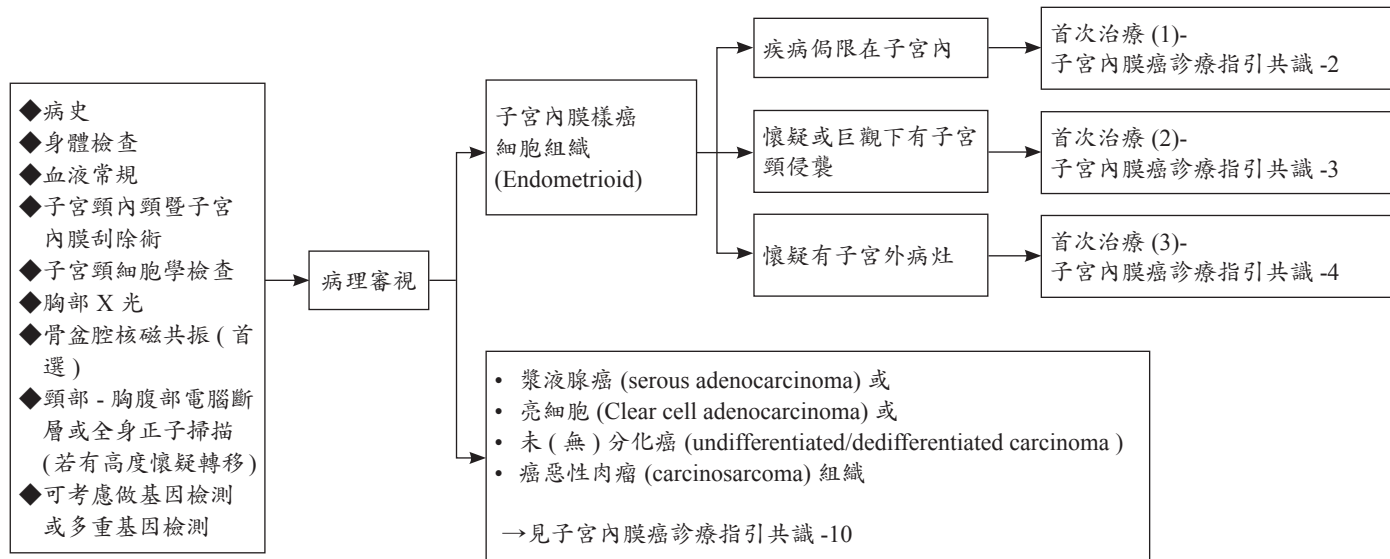 ◆病史
◆身體檢查
◆血液常規
◆子宮頸內頸暨子宮
內膜刮除術
◆子宮頸細胞學檢查
◆胸部 X 光
◆骨盆腔核磁共振 ( 首
選 )
◆頸部 - 胸腹部電腦斷
層或全身正子掃描
(若有高度懷疑轉移)
◆可考慮做基因檢測
或多重基因檢測
病理審視
子宮內膜樣癌
細胞組織
(Endometrioid)
疾病侷限在子宮內
首次治療 (1)-
子宮內膜癌診療指引共識 -2
懷疑或巨觀下有子宮
頸侵襲
首次治療 (2)-
子宮內膜癌診療指引共識 -3
懷疑有子宮外病灶
首次治療 (3)-
子宮內膜癌診療指引共識 -4
• 漿液腺癌 (serous adenocarcinoma) 或
• 亮細胞 (Clear cell adenocarcinoma) 或
• 未 ( 無 ) 分化癌 (undifferentiated/dedifferentiated carcinoma )
• 癌惡性肉瘤 (carcinosarcoma) 組織
→見子宮內膜癌診療指引共識 -10